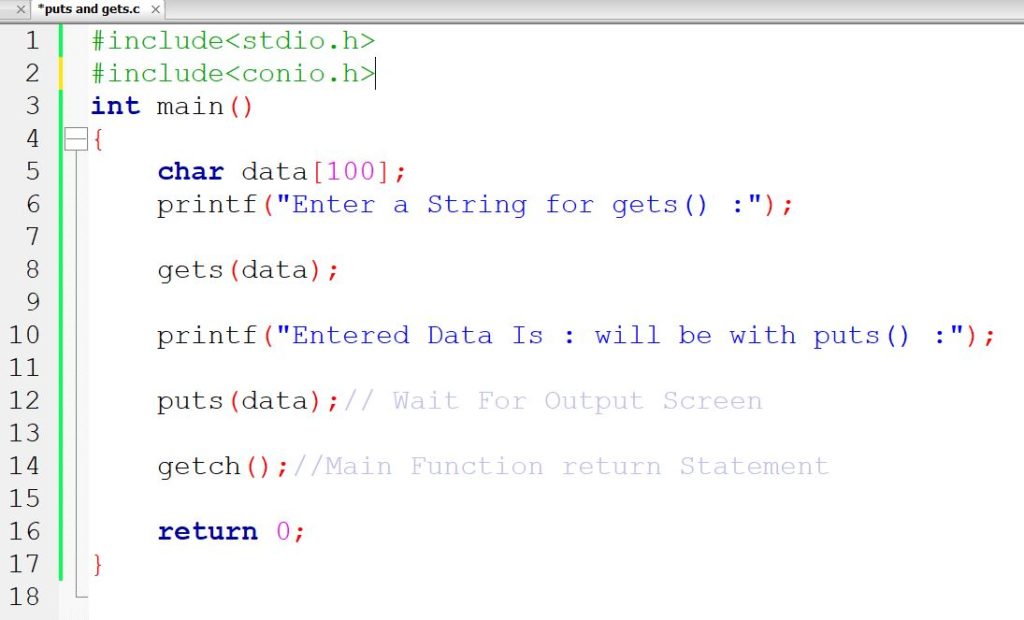 *puts and gets.c
1 #include<stdio.h>
2 #include<conio.h>
3 int main()
4 {
5 char data[100];
6 printf("Enter a String for gets() :");
7
8 gets(data);
9
10 printf("Entered Data Is : will be with puts() :");
11
12 puts(data);// Wait For Output Screen
13
14 getch();//Main Function return Statement
15
16 return 0;
17 }
18